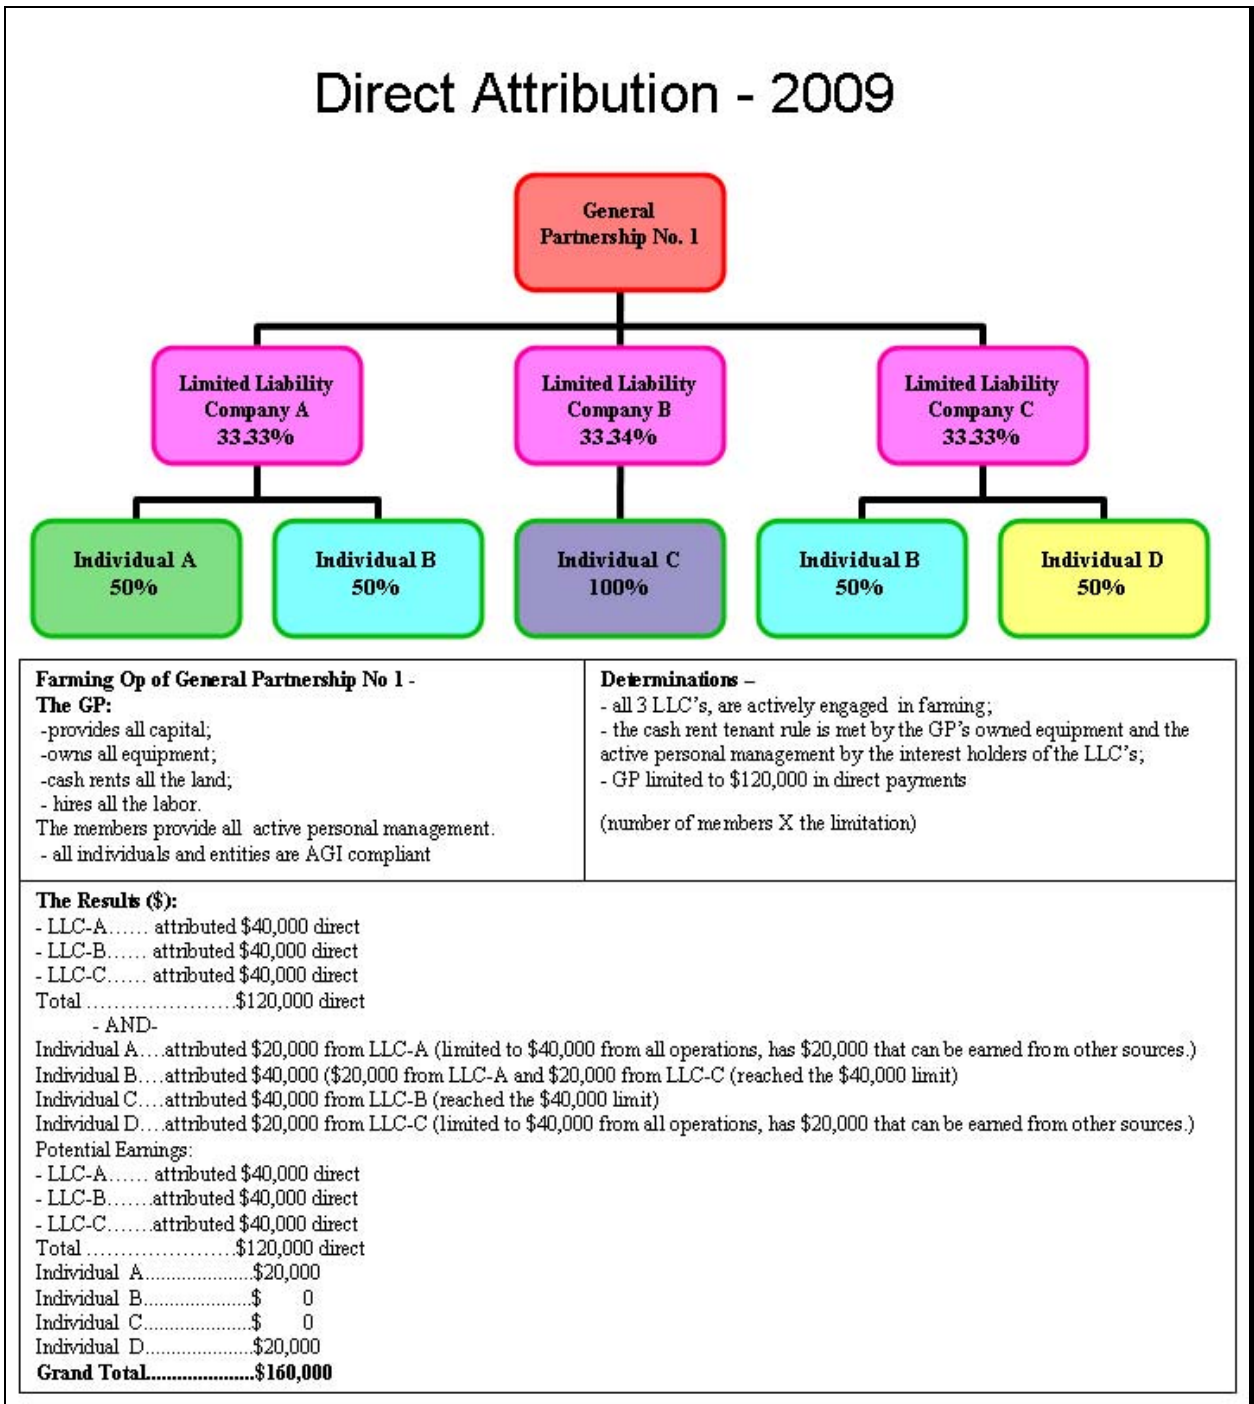 Direct Attribution - 2009
General
Partnership No. 1
Limited Liability
Company A
33.33%
Limited Liability
Company B
33.34%
Limited Liability
Company C
33.33%
Individual A
50%
Individual B
50%
Individual C
100%
Individual B
50%
Individual D
50%
Farming Op of General Partnership No 1 -
The GP:
-provides all capital;
-owns all equipment;
-cash rents all the land;
- hires all the labor.
The members provide all active personal management.
- all individuals and entities are AGI compliant
Determinations –
- all 3 LLC's, are actively engaged in farming;
- the cash rent tenant rule is met by the GP's owned equipment and the
active personal management by the interest holders of the LLC's;
- GP limited to $120,000 in direct payments
(number of members X the limitation)
The Results ($):
- LLC-A…… attributed $40,000 direct
- LLC-B…… attributed $40,000 direct
- LLC-C…… attributed $40,000 direct
Total …………………..$120,000 direct
- AND-
Individual A….attributed $20,000 from LLC-A (limited to $40,000 from all operations, has $20,000 that can be earned from other sources.)
Individual B….attributed $40,000 ($20,000 from LLC-A and $20,000 from LLC-C (reached the $40,000 limit)
Individual C….attributed $40,000 from LLC-B (reached the $40,000 limit)
Individual D….attributed $20,000 from LLC-C (limited to $40,000 from all operations, has $20,000 that can be earned from other sources.)
Potential Earnings:
- LLC-A…… attributed $40,000 direct
- LLC-B…….attributed $40,000 direct
- LLC-C…….attributed $40,000 direct
Total …………………..$120,000 direct
Individual A.....................$20,000
Individual B.....................$ 0
Individual C.....................$ 0
Individual D.....................$20,000
Grand Total.....................$160,000